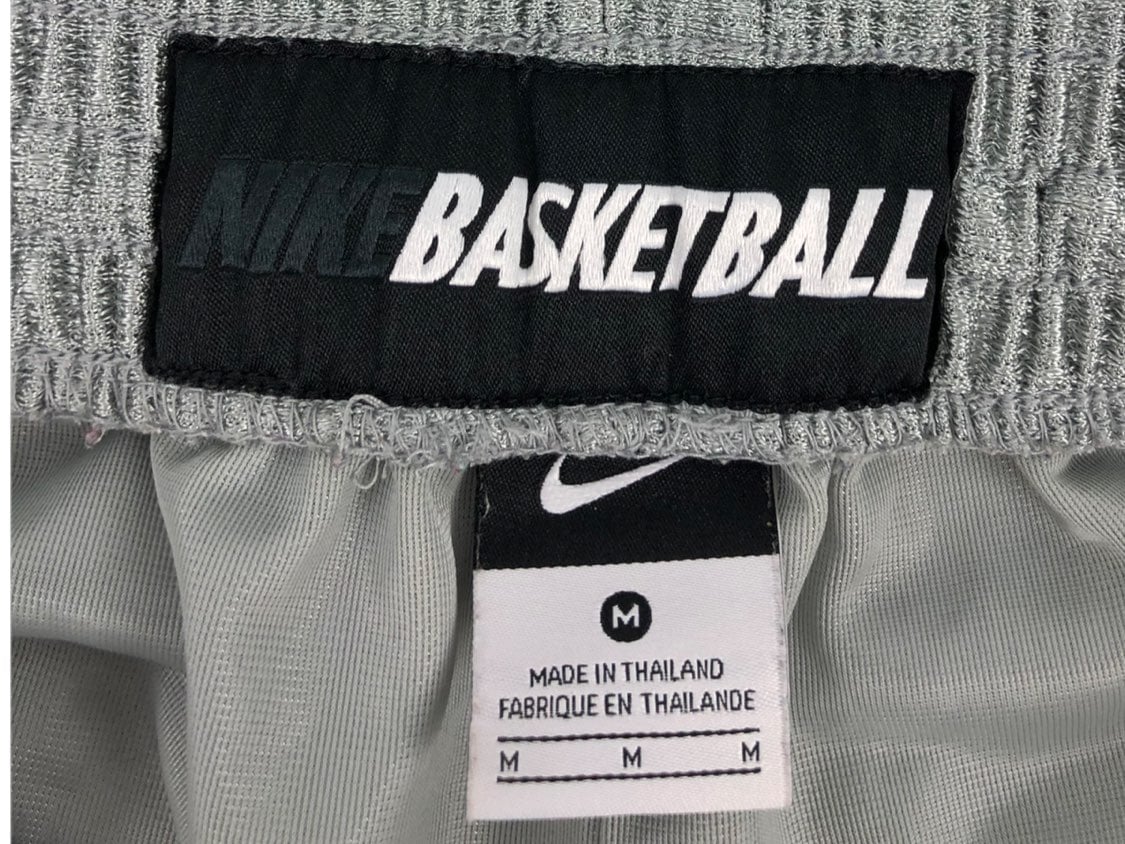 NIKE BASKETBALL
M
MADE IN THAILAND
FABRIQUE EN THAILANDE
M M M